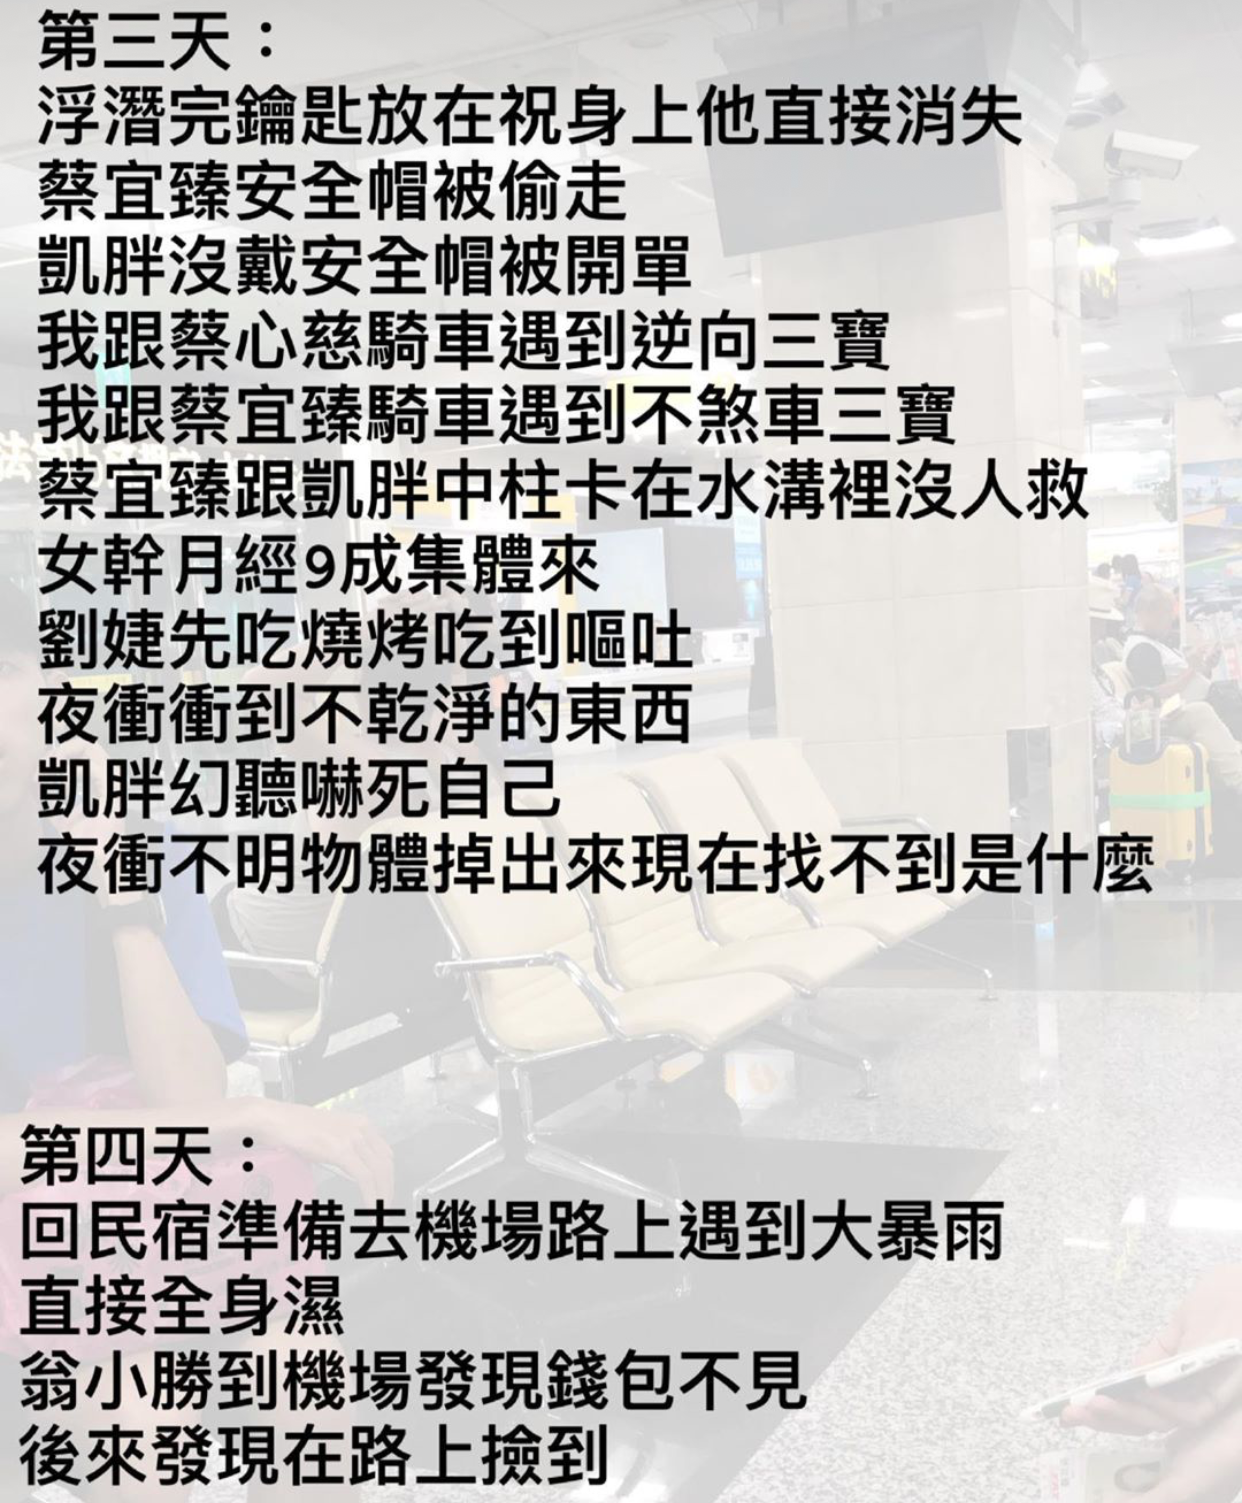 第三天：
浮潛完鑰匙放在祝身上他直接消失
蔡宜臻安全帽被偷走
凱胖沒戴安全帽被開單
我跟蔡心慈騎車遇到逆向三寶
我跟蔡宜臻騎車遇到不煞車三寶
蔡宜臻跟凱胖中柱卡在水溝裡沒人救
女幹月經9成集體來
劉婕先吃燒烤吃到嘔吐
夜衝衝到不乾淨的東西
凱胖幻聽嚇死自己
夜衝不明物體掉出來現在找不到是什麼
第四天：
回民宿準備去機場路上遇到大暴雨
直接全身濕
翁小勝到機場發現錢包不見
後來發現在路上撿到